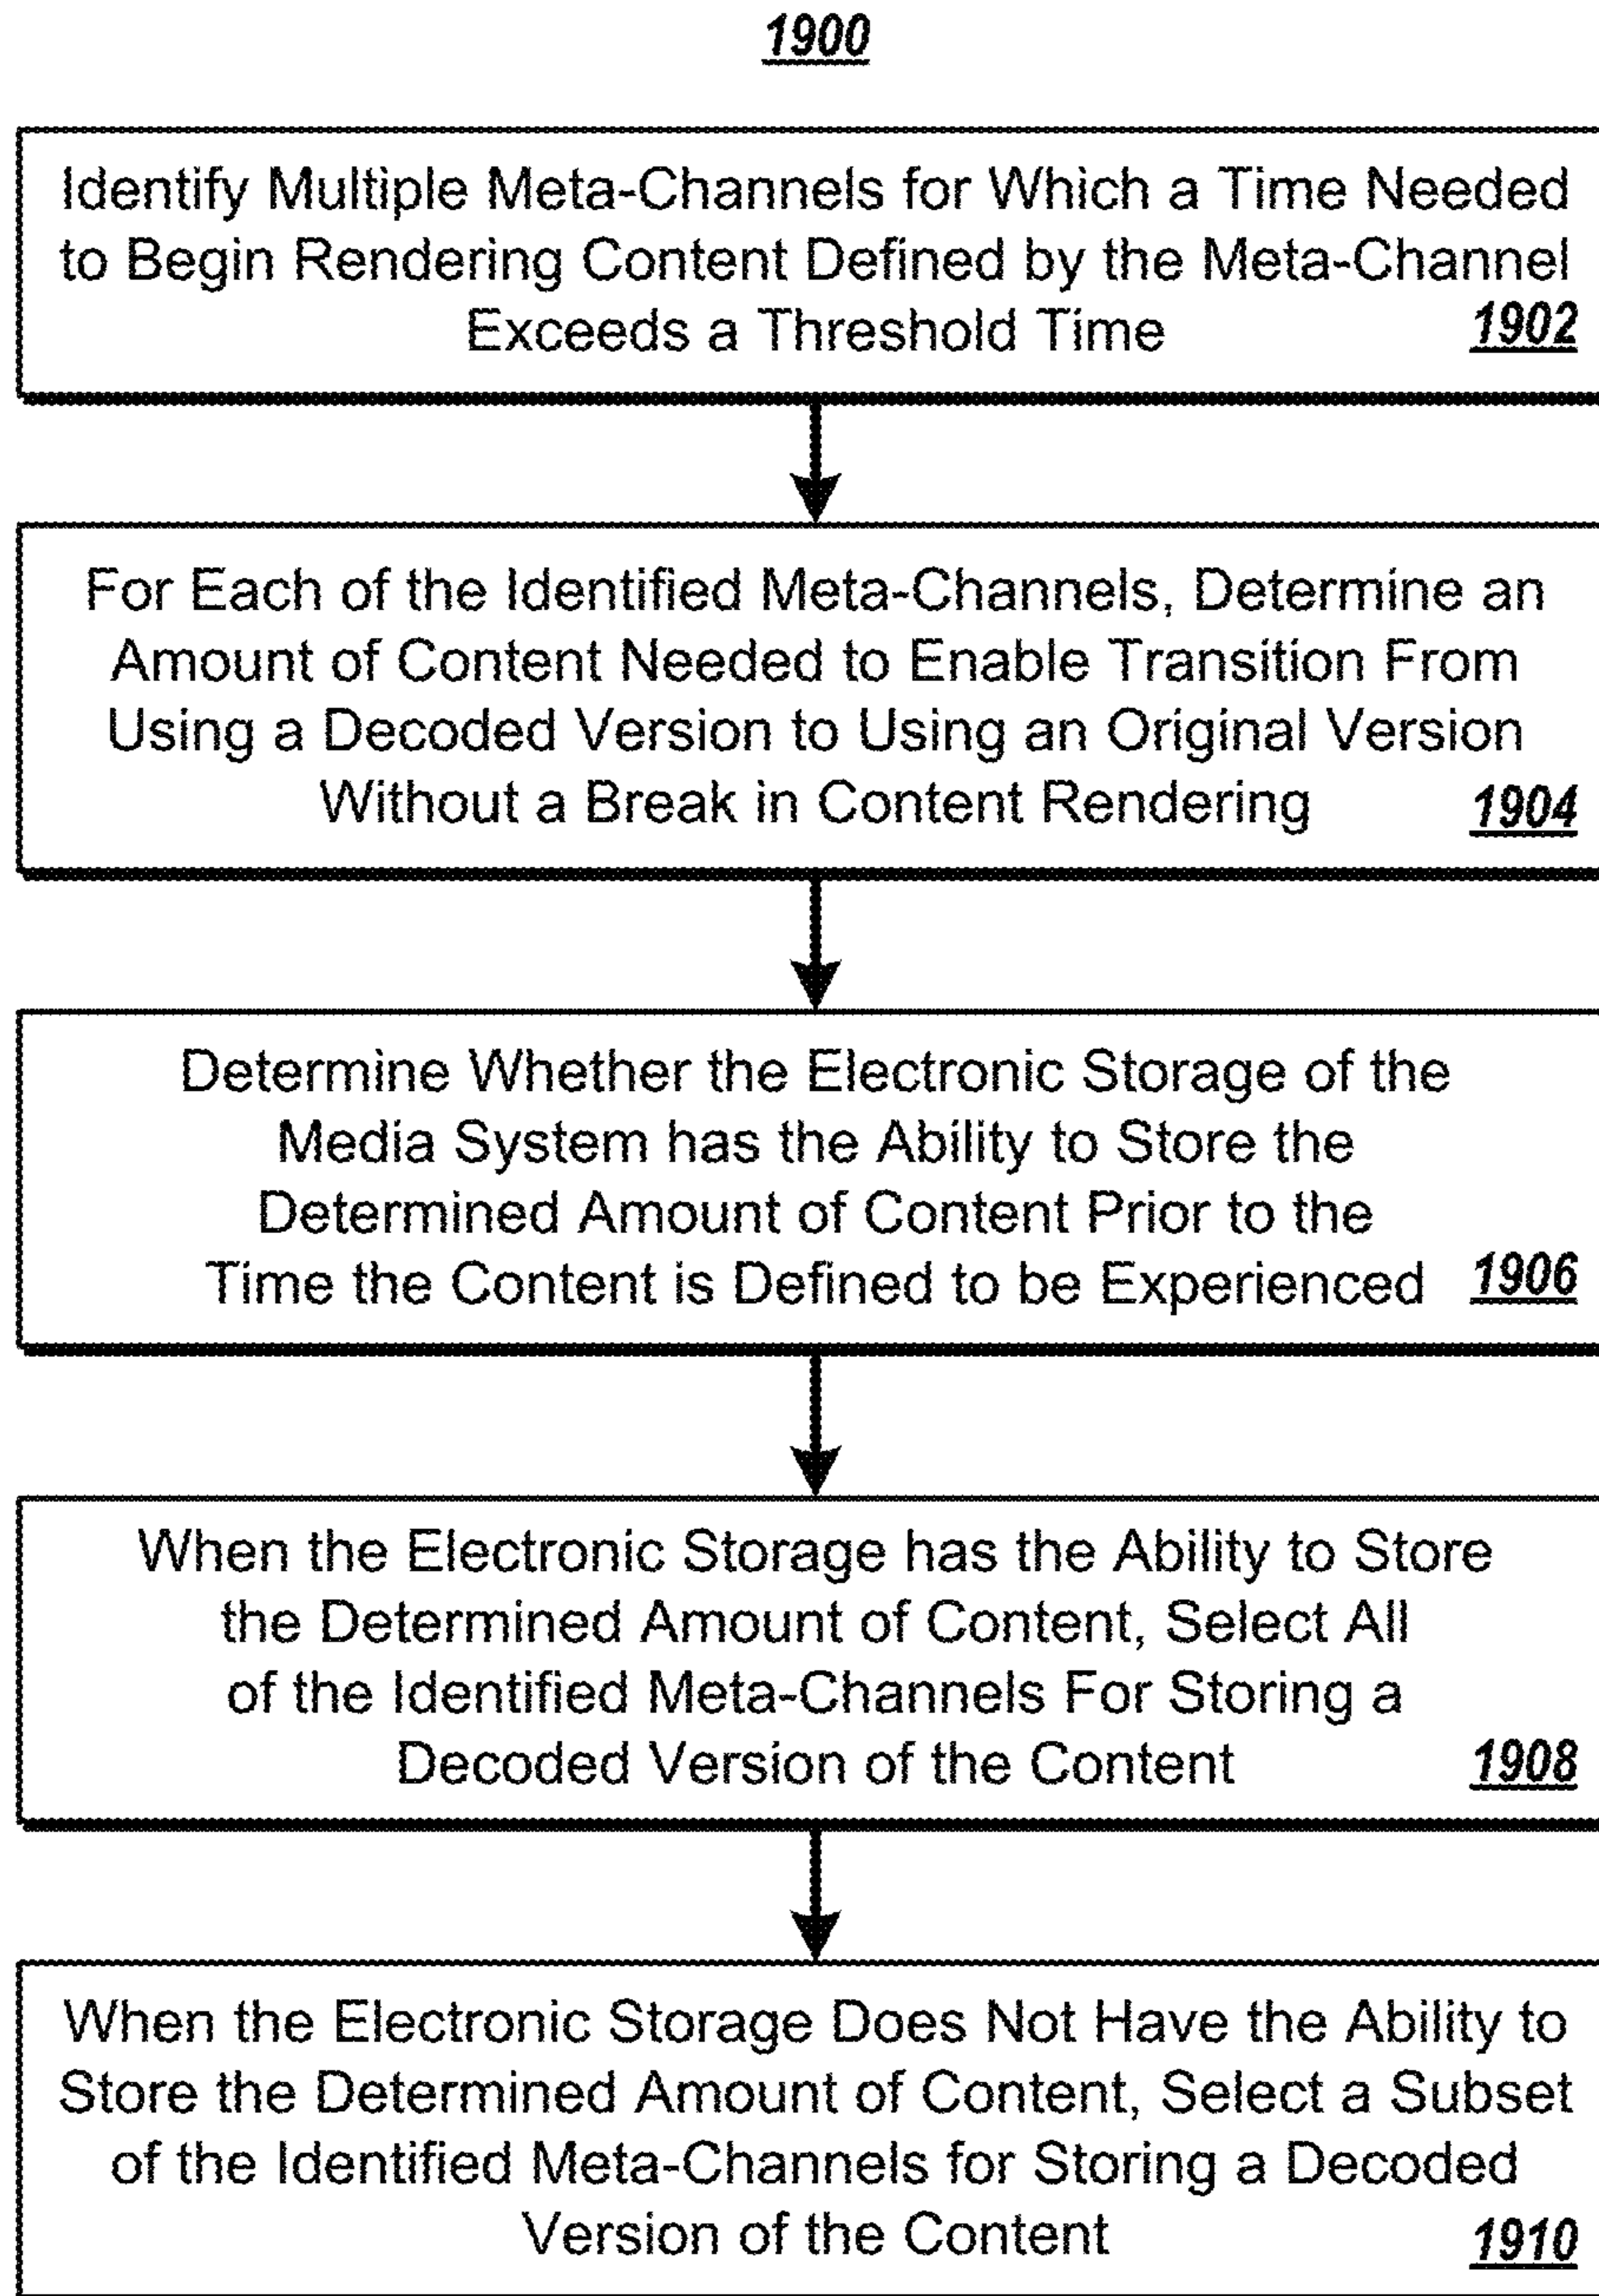 1900
Identify Multiple Meta-Channels for Which a Time Needed
to Begin Rendering Content Defined by the Meta-Channel
Exceeds a Threshold Time 1902
For Each of the Identified Meta-Channels, Determine an
Amount of Content Needed to Enable Transition From
Using a Decoded Version to Using an Original Version
Without a Break in Content Rendering 1904
Determine Whether the Electronic Storage of the
Media System has the Ability to Store the
Determined Amount of Content Prior to the
Time the Content is Defined to be Experienced 1906
When the Electronic Storage has the Ability to Store
the Determined Amount of Content, Select All
of the Identified Meta-Channels For Storing a
Decoded Version of the Content 1908
When the Electronic Storage Does Not Have the Ability to
Store the Determined Amount of Content, Select a Subset
of the Identified Meta-Channels for Storing a Decoded
Version of the Content 1910